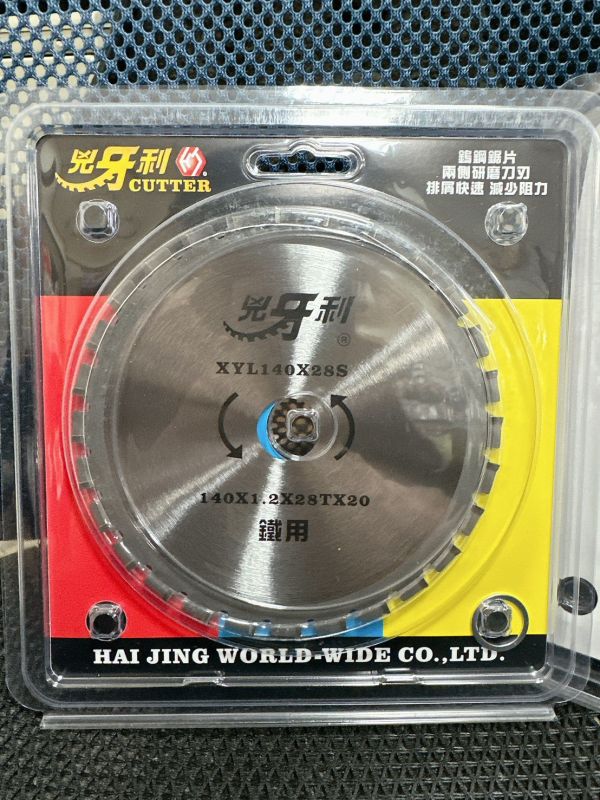 兇牙利
CUTTER
鎢鋼鋸片
兩側研磨刀刃
排屑快速 減少阻力
兇牙利
XYL140X28S
140X1.2X28TX20
鐵用
HAI JING WORLD-WIDE CO.,LTD.